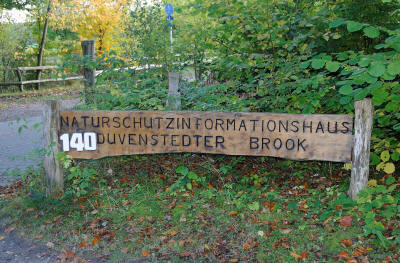 NATURSCHUTZINFORMATIONSHAUS
140 DUVENSTEDTER BROOK